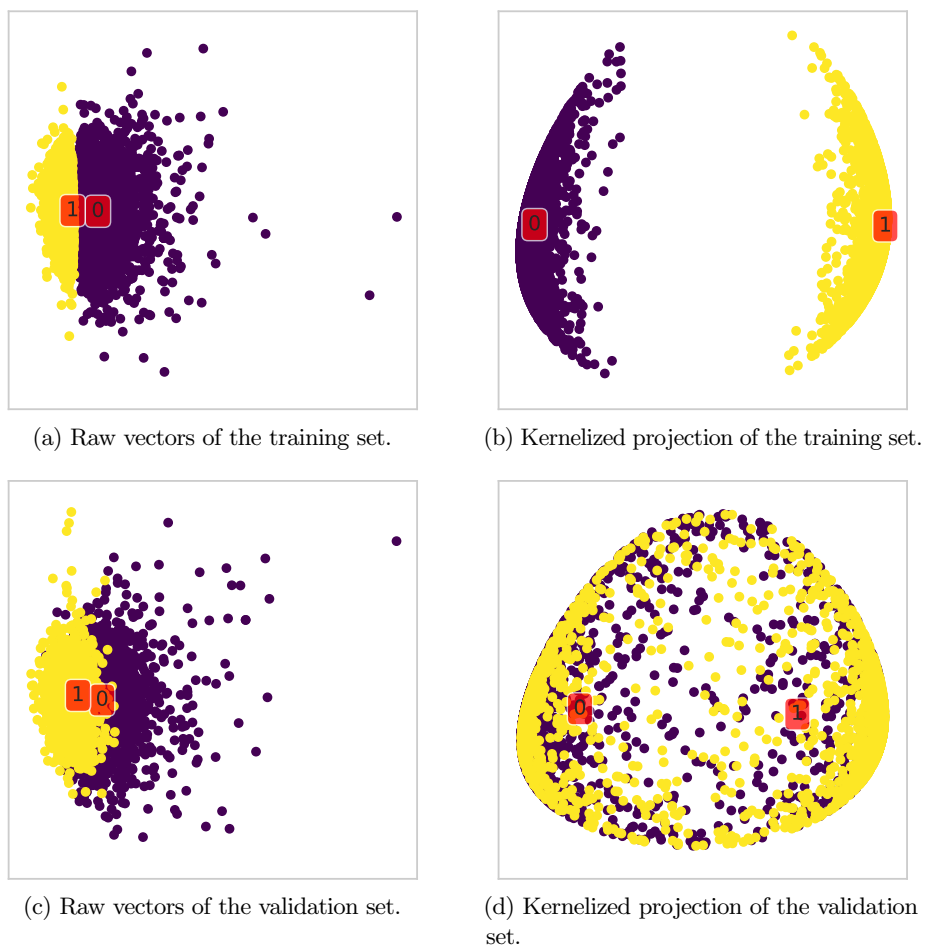 1 0
0 1
(a) Raw vectors of the training set.
(b) Kernelized projection of the training set.
1 0
0 1
(c) Raw vectors of the validation set.
(d) Kernelized projection of the validation
set.